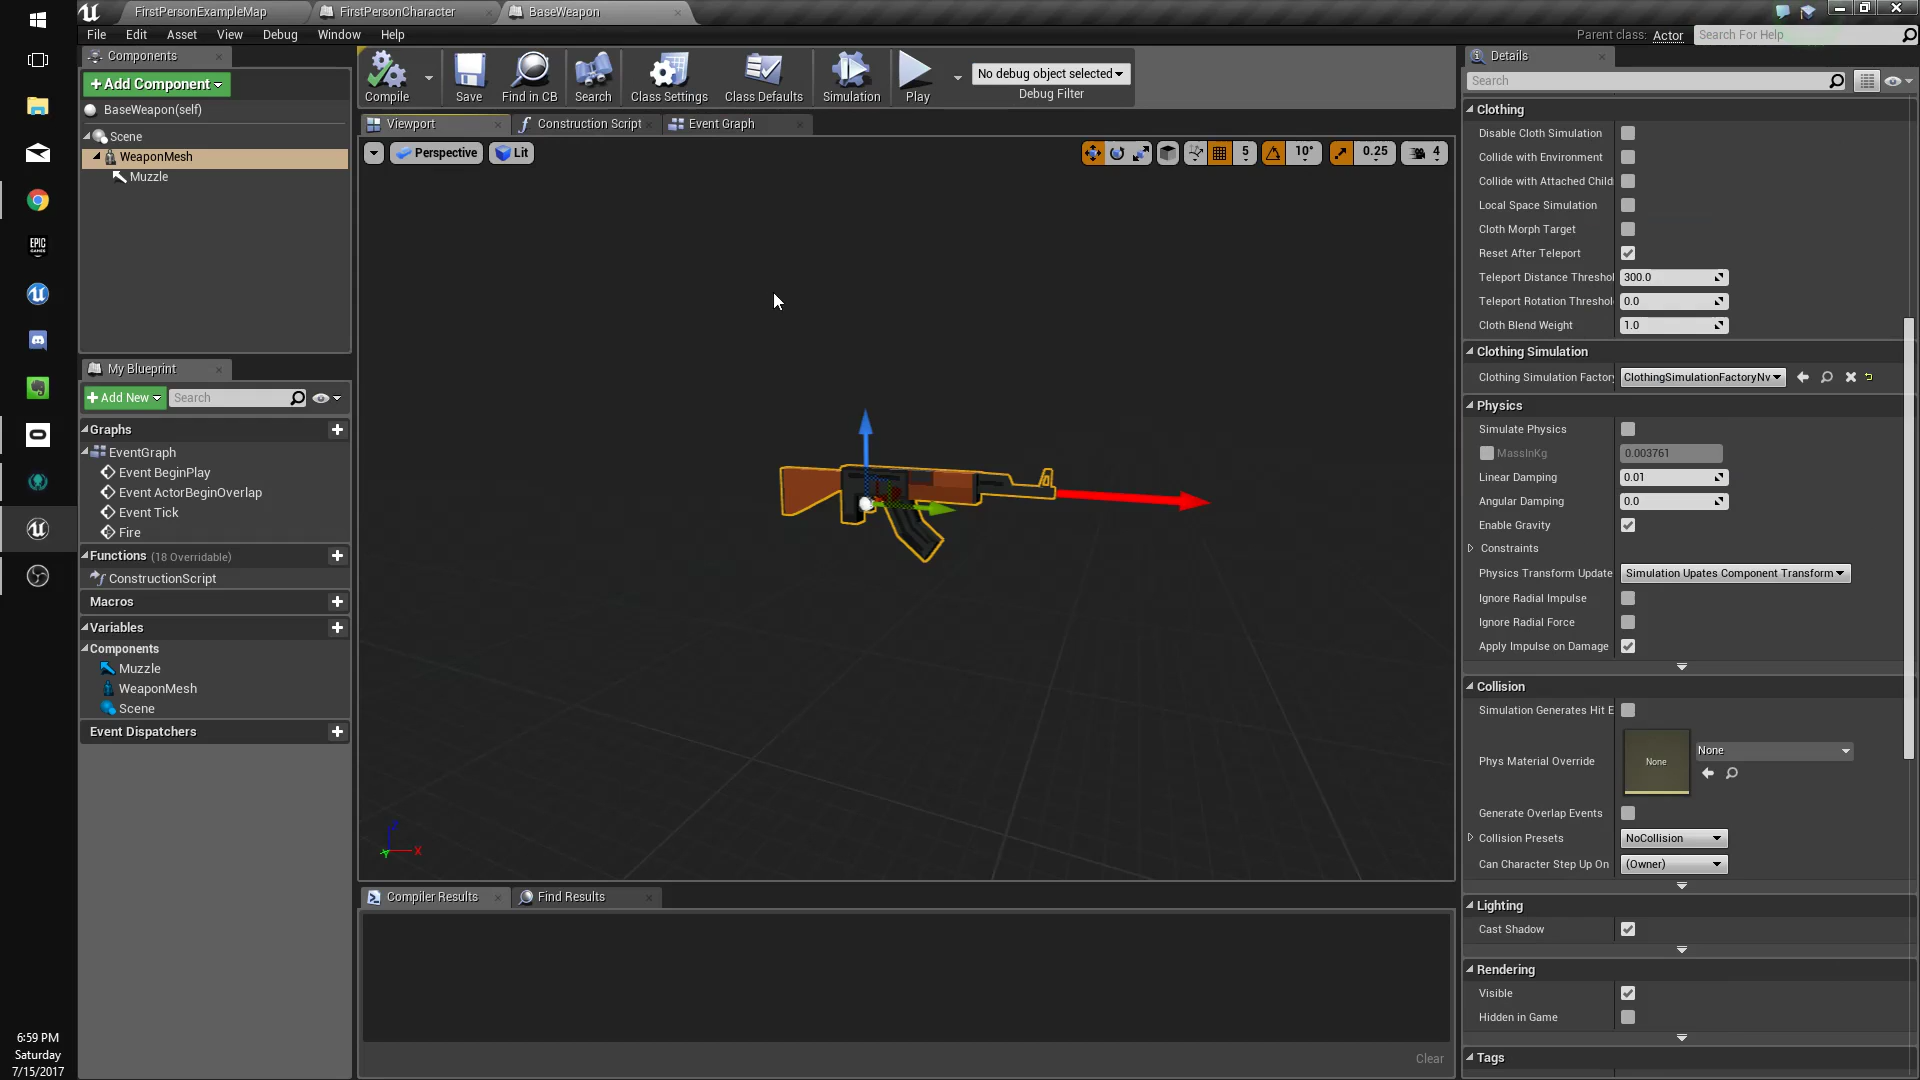 FirstPersonExampleMap
FirstPersonCharacter
BaseWeapon
File Edit Asset View Debug Window Help
Parent class: Actor
Search For Help
Components
+ Add Component
BaseWeapon(self)
Scene
WeaponMesh
Muzzle
Compile
Save
Find in CB
Search
Class Settings
Class Defaults
Simulation
Play
No debug object selected
Debug Filter
Viewport
Construction Script
Event Graph
Perspective
Lit
5
10°
0.25
4
My Blueprint
+ Add New
Search
Graphs
EventGraph
Event BeginPlay
Event ActorBeginOverlap
Event Tick
Fire
Functions (18 Overridable)
ConstructionScript
Macros
Variables
Components
Muzzle
WeaponMesh
Scene
Event Dispatchers
Z
Y
X
Compiler Results
Find Results
Clear
Details
Search
Clothing
Disable Cloth Simulation
Collide with Environment
Collide with Attached Child
Local Space Simulation
Cloth Morph Target
Reset After Teleport
Teleport Distance Threshol 300.0
Teleport Rotation Threshol 0.0
Cloth Blend Weight 1.0
Clothing Simulation
Clothing Simulation Factory ClothingSimulationFactoryNv
Physics
Simulate Physics
MassInKg 0.003761
Linear Damping 0.01
Angular Damping 0.0
Enable Gravity
Constraints
Physics Transform Update Simulation Upates Component Transform
Ignore Radial Impulse
Ignore Radial Force
Apply Impulse on Damage
Collision
Simulation Generates Hit E
Phys Material Override None None
Generate Overlap Events
Collision Presets NoCollision
Can Character Step Up On (Owner)
Lighting
Cast Shadow
Rendering
Visible
Hidden in Game
Tags
EPIC
GAMES
6:59 PM
Saturday
7/15/2017